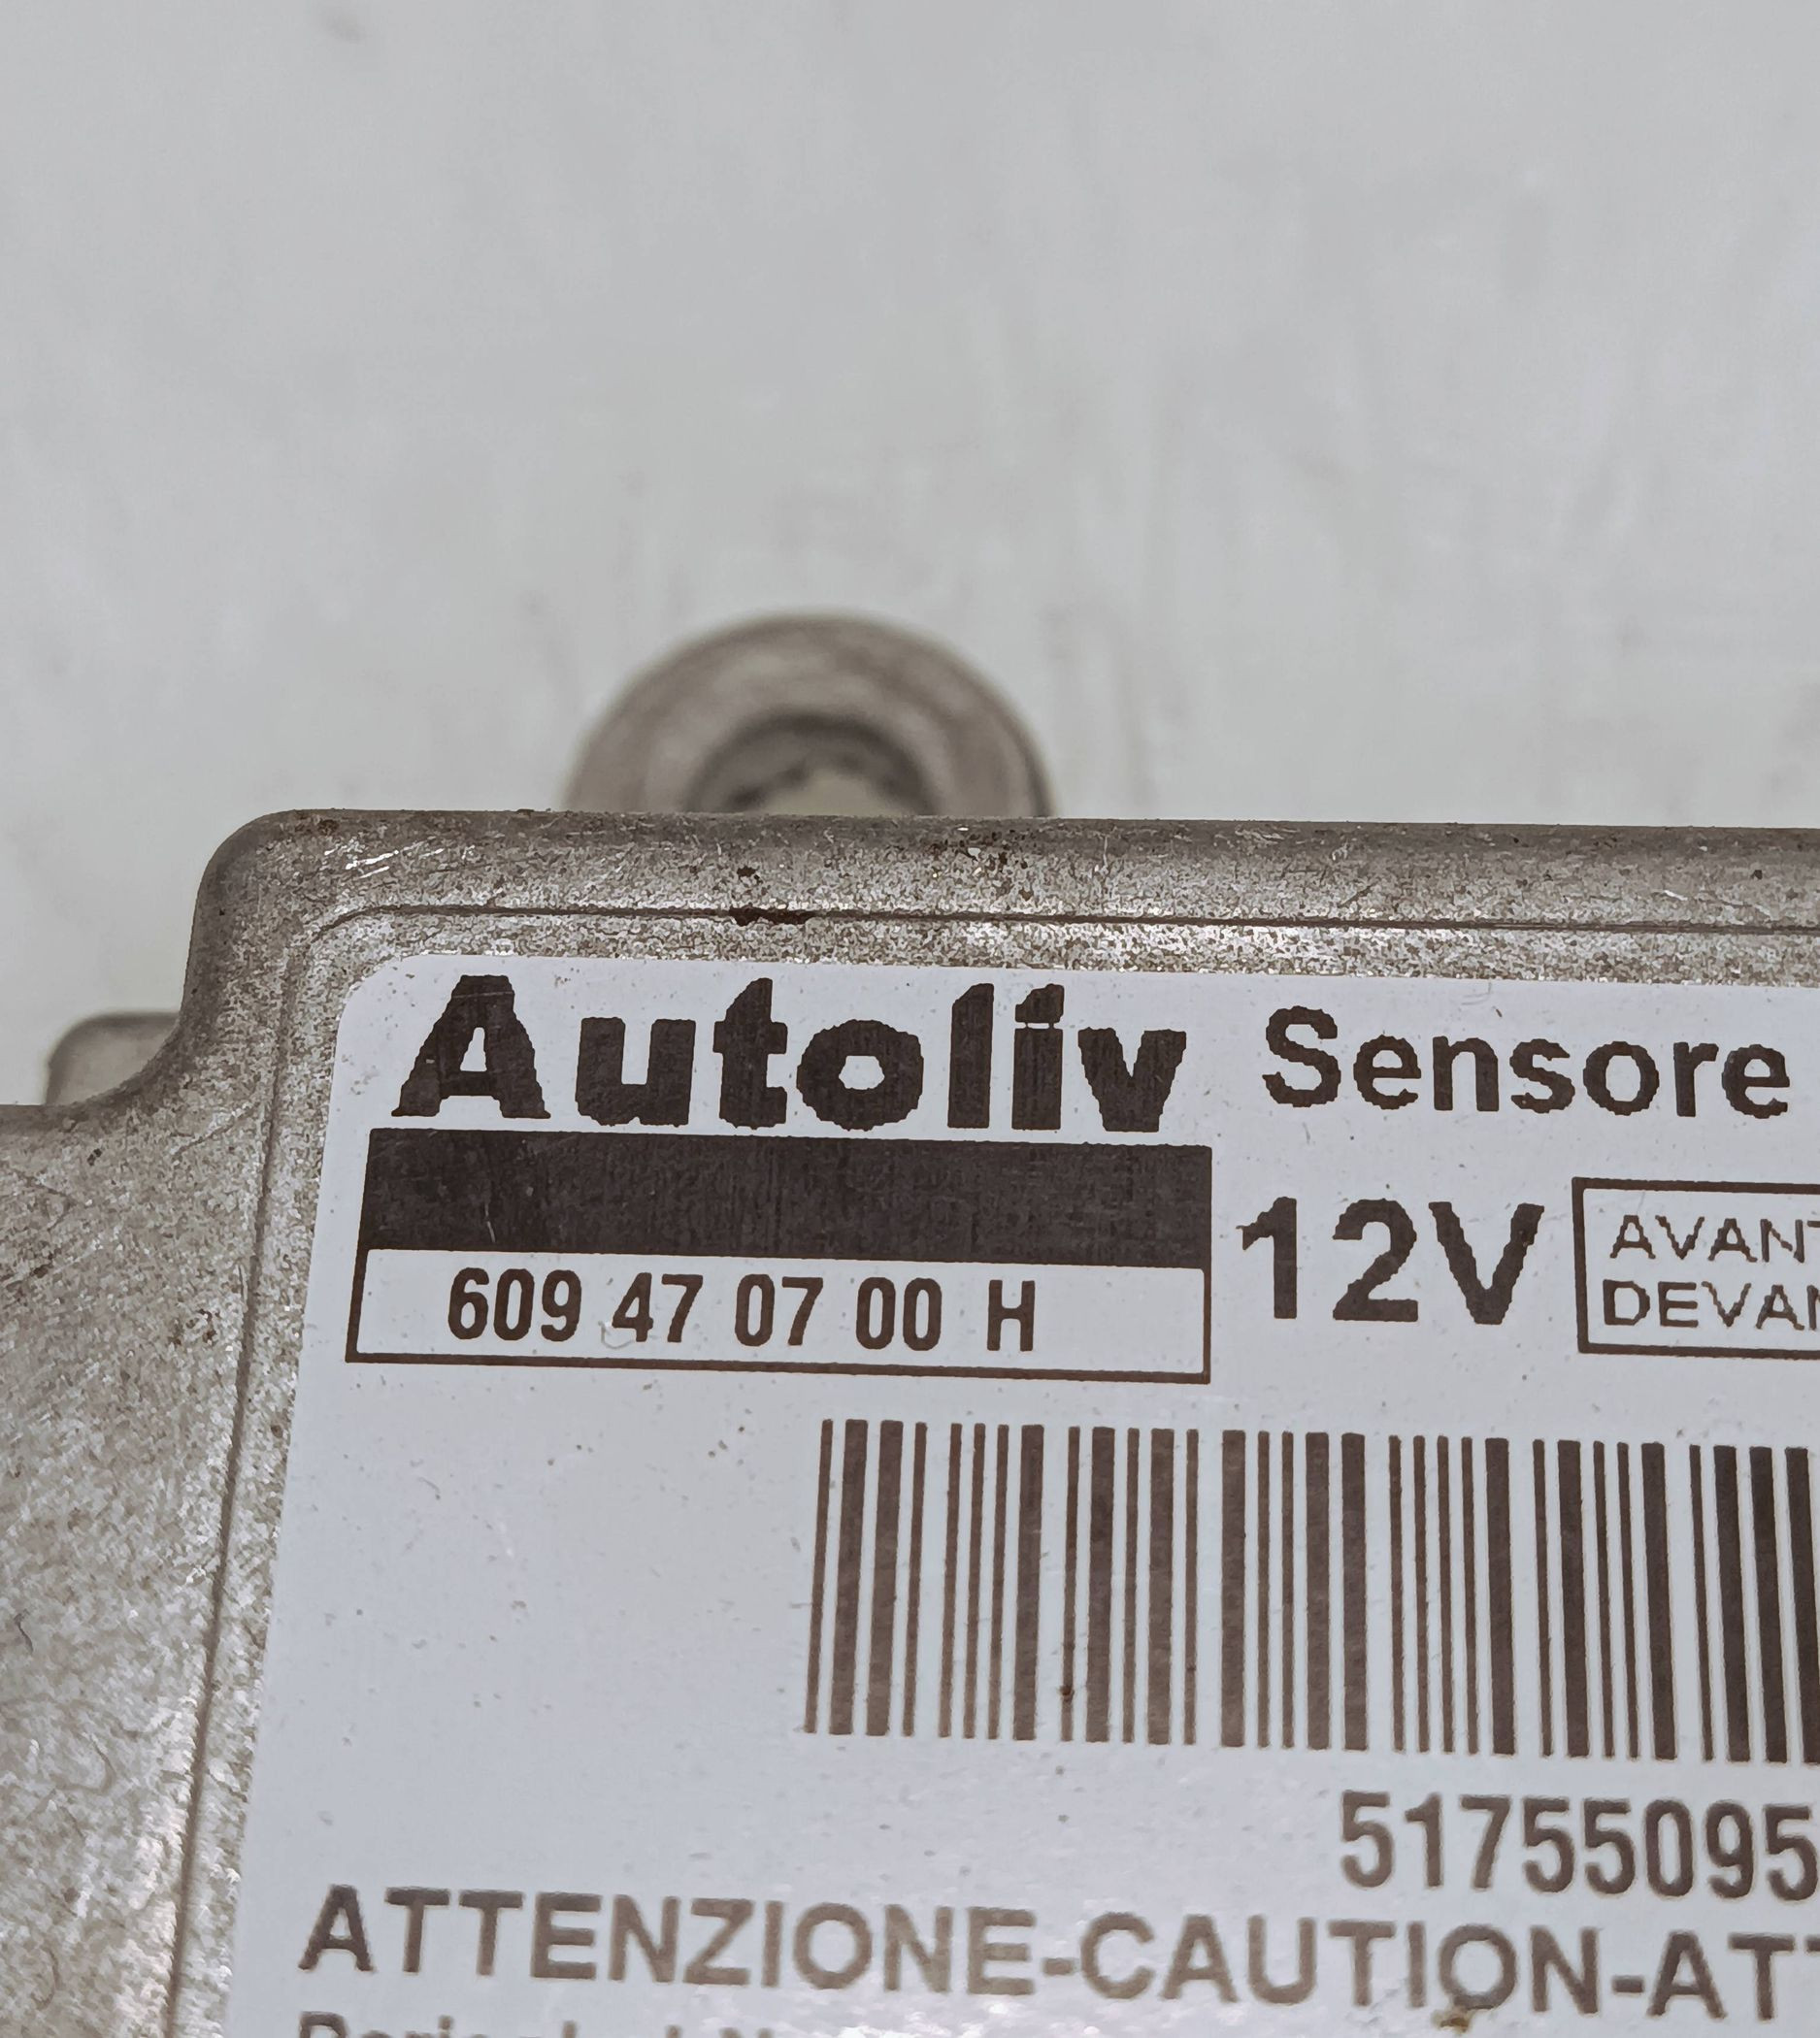 Autoliv Sensore
12V
AVANT
DEVAN
609 47 07 00 H
51755095
ATTENZIONE-CAUTION-ATT